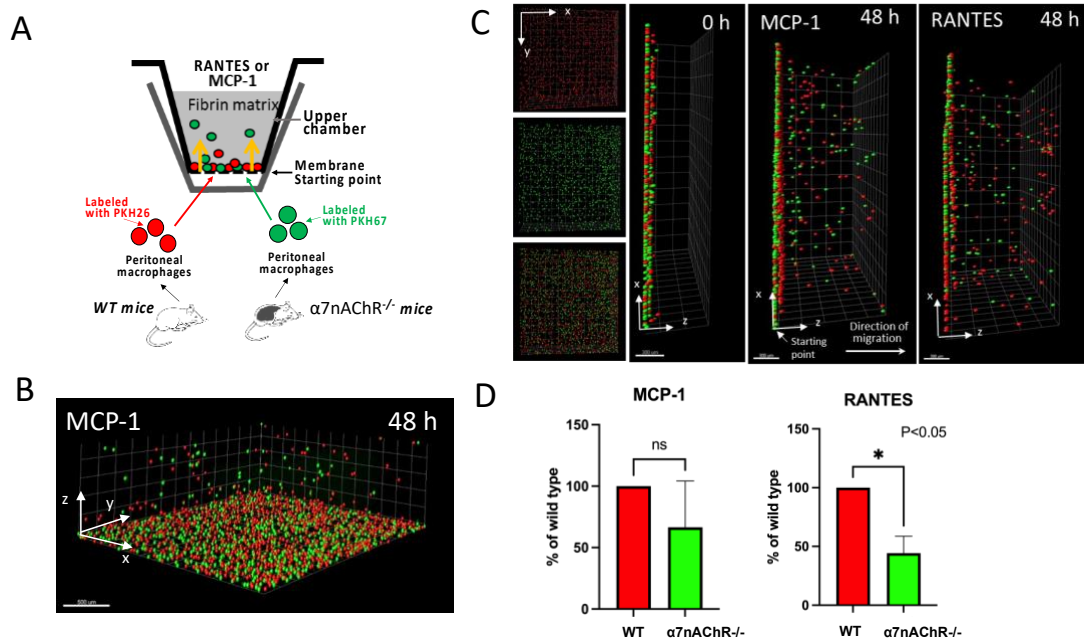 A
RANTES or
MCP-1
Fibrin matrix
Upper
chamber
Membrane
Starting point
Labeled
with PKH26
Labeled
with PKH67
Peritoneal
macrophages
Peritoneal
macrophages
WT mice
α7nAChR-/- mice
B
MCP-1
48 h
z
y
x
500 um
C
x
y
0 h
x
z
MCP-1
48 h
x
z
Starting
point
Direction of
migration
RANTES
48 h
x
z
D
MCP-1
% of wild type
150
100
50
0
ns
WT
α7nAChR-/-
RANTES
P<0.05
% of wild type
150
100
50
0
*
WT
α7nAChR-/-